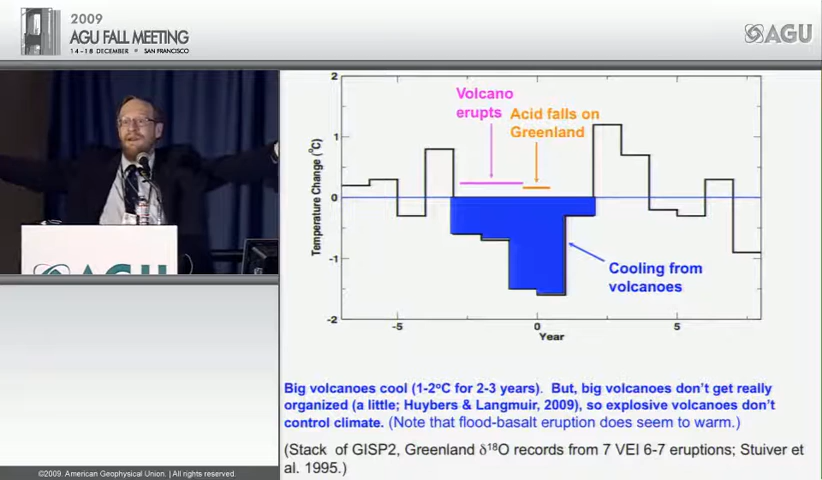 2009
AGU FALL MEETING
14-18 DECEMBER • SAN FRANCISCO
AGU
AGU
©2009. American Geophysical Union. | All rights reserved.
2
1
0
-1
-2
Temperature Change (°C)
Volcano
erupts
Acid falls on
Greenland
Cooling from
volcanoes
-5
0
5
Year
Big volcanoes cool (1-2ºC for 2-3 years).  But, big volcanoes don't get really
organized (a little; Huybers & Langmuir, 2009), so explosive volcanoes don't
control climate. (Note that flood-basalt eruption does seem to warm.)
(Stack of GISP2, Greenland δ¹⁸O records from 7 VEI 6-7 eruptions; Stuiver et
al. 1995.)